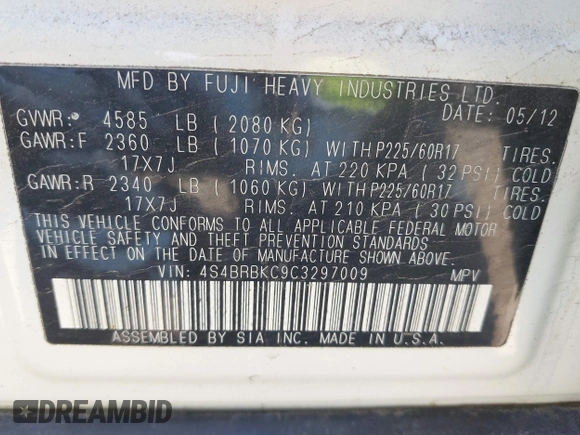 MFD BY FUJI HEAVY INDUSTRIES LTD.
DATE: 05/12
GVWR: 4585 LB (2080 KG)
GAWR:F 2360 LB (1070 KG) WITH P225/60R17 TIRES.
17X7J RIMS. AT 220 KPA (32 PSI) COLD
GAWR:R 2340 LB (1060 KG) WITH P225/60R17 TIRES.
17X7J RIMS. AT 210 KPA (30 PSI) COLD
THIS VEHICLE CONFORMS TO ALL APPLICABLE FEDERAL MOTOR
VEHICLE SAFETY AND THEFT PREVENTION STANDARDS
IN EFFECT ON THE DATE OF MANUFACTURE SHOWN ABOVE.
VIN: 4S4BRBKC9C3297009 MPV
ASSEMBLED BY SIA INC. MADE IN U.S.A.
DREAMBID